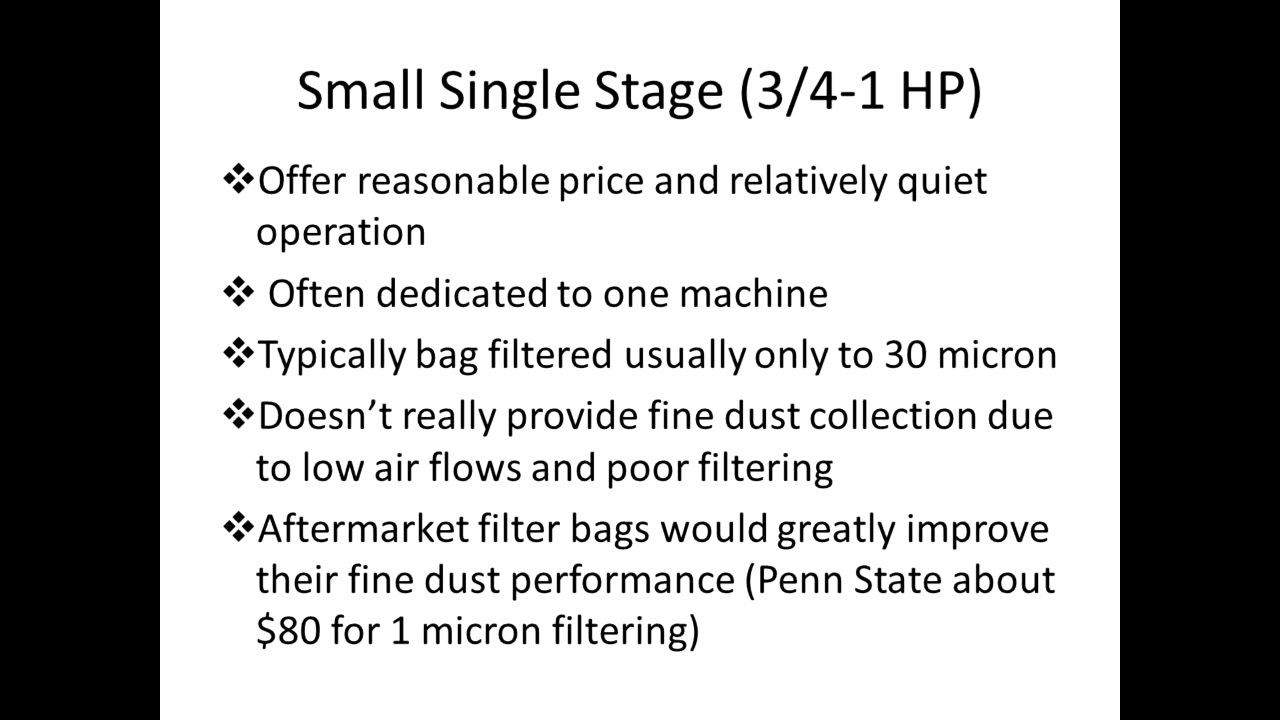 Small Single Stage (3/4-1 HP)
❖Offer reasonable price and relatively quiet
operation
❖ Often dedicated to one machine
❖Typically bag filtered usually only to 30 micron
❖Doesn’t really provide fine dust collection due
to low air flows and poor filtering
❖Aftermarket filter bags would greatly improve
their fine dust performance (Penn State about
$80 for 1 micron filtering)